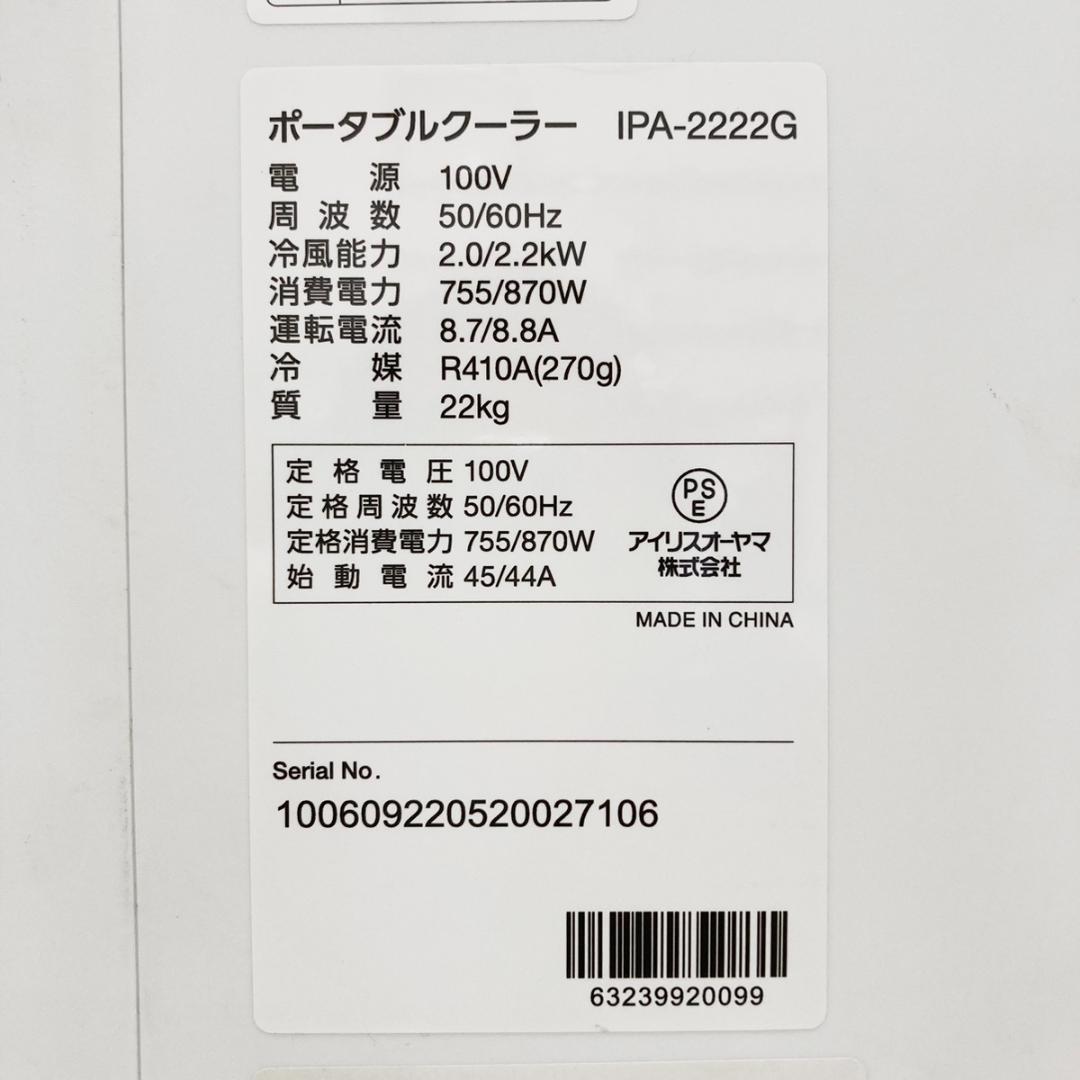 ポータブルクーラー IPA-2222G
電源 100V
周波数 50/60Hz
冷風能力 2.0/2.2kW
消費電力 755/870W
運転電流 8.7/8.8A
冷媒 R410A(270g)
質量 22kg
定格電圧 100V
定格周波数 50/60Hz
定格消費電力 755/870W
始動電流 45/44A
PSE
アイリスオーヤマ
株式会社
MADE IN CHINA
Serial No.
100609220520027106
63239920099